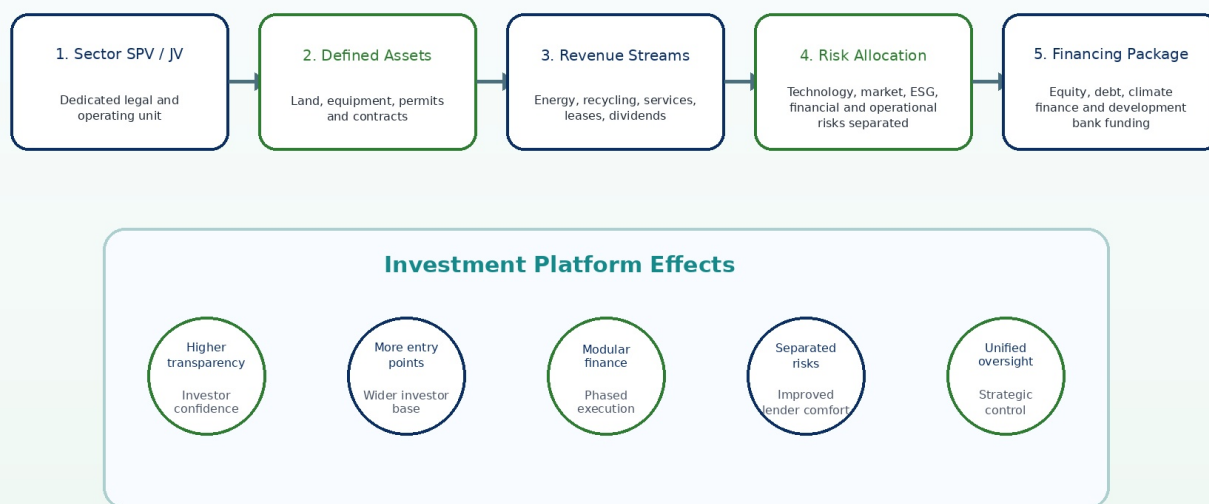 1. Sector SPV / JV
Dedicated legal and
operating unit
2. Defined Assets
Land, equipment, permits
and contracts
3. Revenue Streams
Energy, recycling, services,
leases, dividends
4. Risk Allocation
Technology, market, ESG,
financial and operational
risks separated
5. Financing Package
Equity, debt, climate
finance and development
bank funding
Investment Platform Effects
Higher
transparency
Investor
confidence
More entry
points
Wider investor
base
Modular
finance
Phased
execution
Separated
risks
Improved
lender comfort
Unified
oversight
Strategic
control